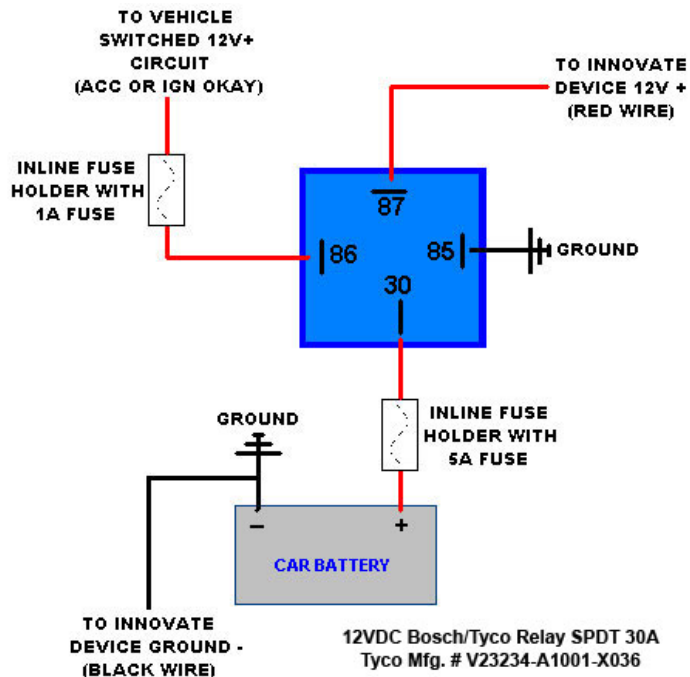 TO VEHICLE
SWITCHED 12V+
CIRCUIT
(ACC OR IGN OKAY)
TO INNOVATE
DEVICE 12V +
(RED WIRE)
INLINE FUSE
HOLDER WITH
1A FUSE
87
86
85
GROUND
30
GROUND
INLINE FUSE
HOLDER WITH
5A FUSE
– +
CAR BATTERY
TO INNOVATE
DEVICE GROUND -
(BLACK WIRE)
12VDC Bosch/Tyco Relay SPDT 30A
Tyco Mfg. # V23234-A1001-X036